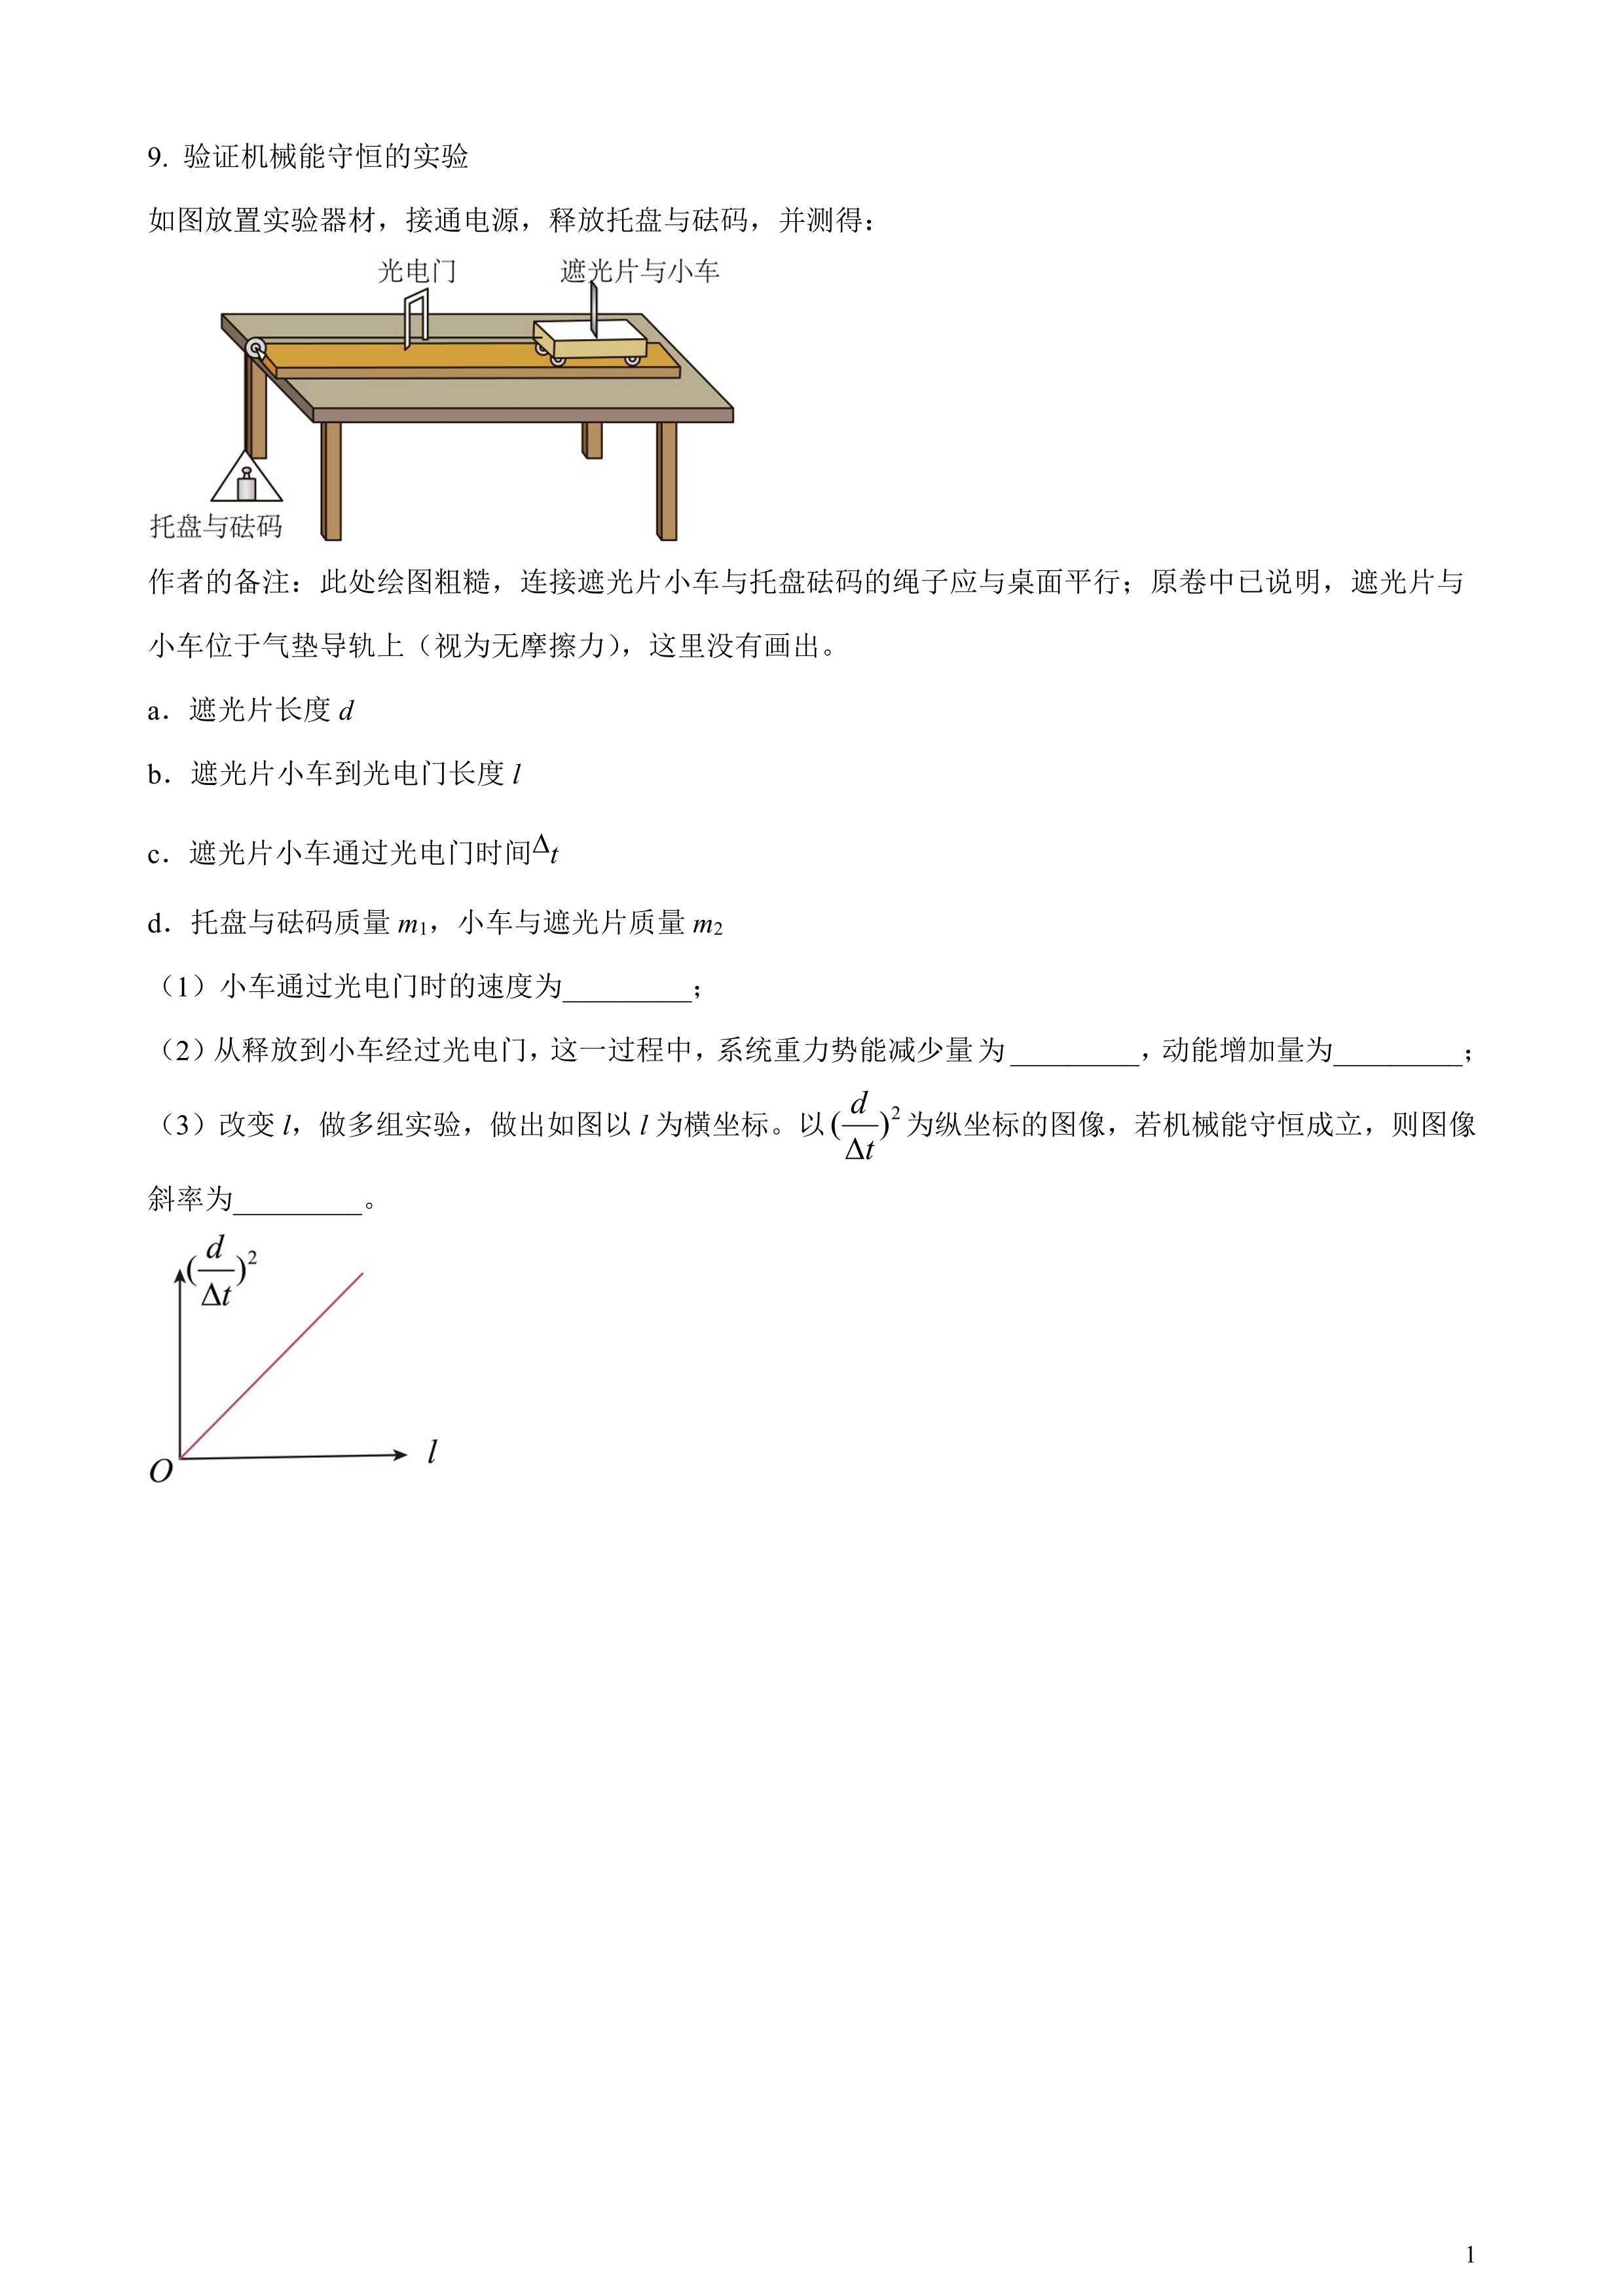 9. 验证机械能守恒的实验
如图放置实验器材，接通电源，释放托盘与砝码，并测得：
光电门 遮光片与小车
托盘与砝码
作者的备注：此处绘图粗糙，连接遮光片小车与托盘砝码的绳子应与桌面平行；原卷中已说明，遮光片与
小车位于气垫导轨上（视为无摩擦力），这里没有画出。
a．遮光片长度 d
b．遮光片小车到光电门长度 l
c．遮光片小车通过光电门时间Δt
d．托盘与砝码质量 m₁，小车与遮光片质量 m₂
（1）小车通过光电门时的速度为_________；
（2）从释放到小车经过光电门，这一过程中，系统重力势能减少量为_________，动能增加量为_________；
（3）改变 l，做多组实验，做出如图以 l 为横坐标。以(d/Δt)²为纵坐标的图像，若机械能守恒成立，则图像
斜率为_________。
(d/Δt)²
O l
1